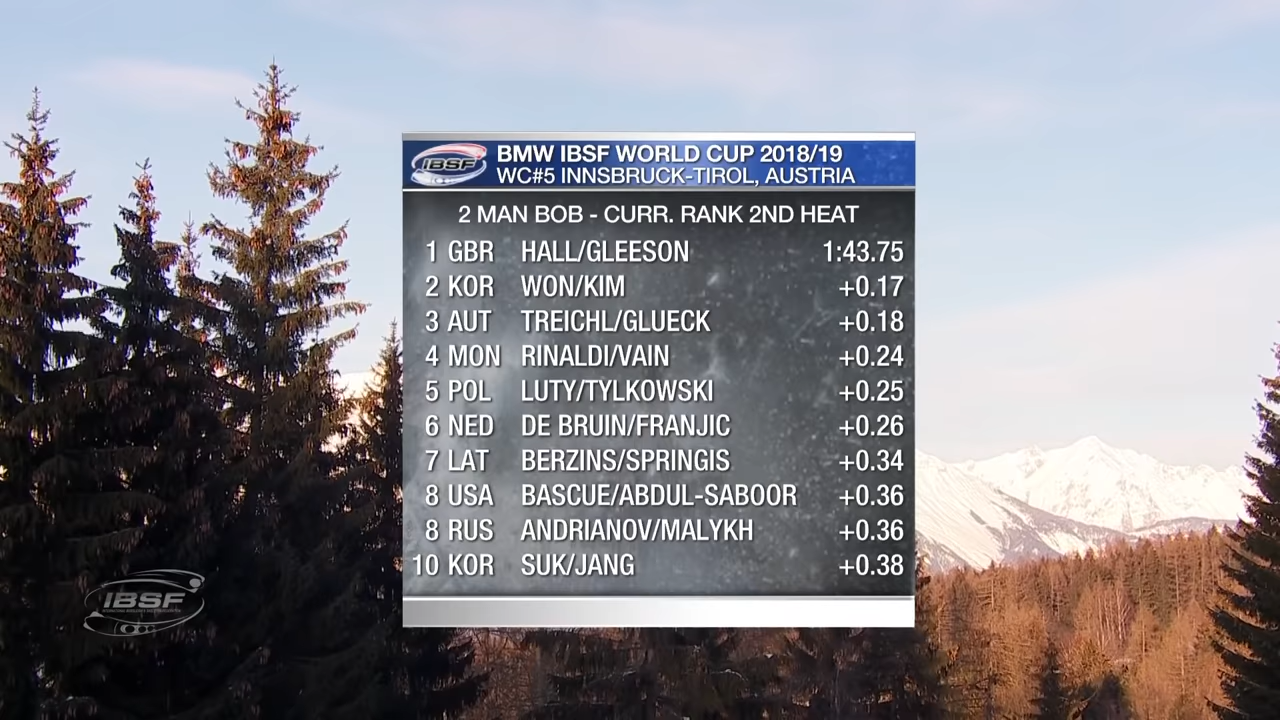 IBSF
BMW IBSF WORLD CUP 2018/19
WC#5 INNSBRUCK-TIROL, AUSTRIA
2 MAN BOB - CURR. RANK 2ND HEAT
1 GBR HALL/GLEESON 1:43.75
2 KOR WON/KIM +0.17
3 AUT TREICHL/GLUECK +0.18
4 MON RINALDI/VAIN +0.24
5 POL LUTY/TYLKOWSKI +0.25
6 NED DE BRUIN/FRANJIC +0.26
7 LAT BERZINS/SPRINGIS +0.34
8 USA BASCUE/ABDUL-SABOOR +0.36
8 RUS ANDRIANOV/MALYKH +0.36
10 KOR SUK/JANG +0.38
IBSF